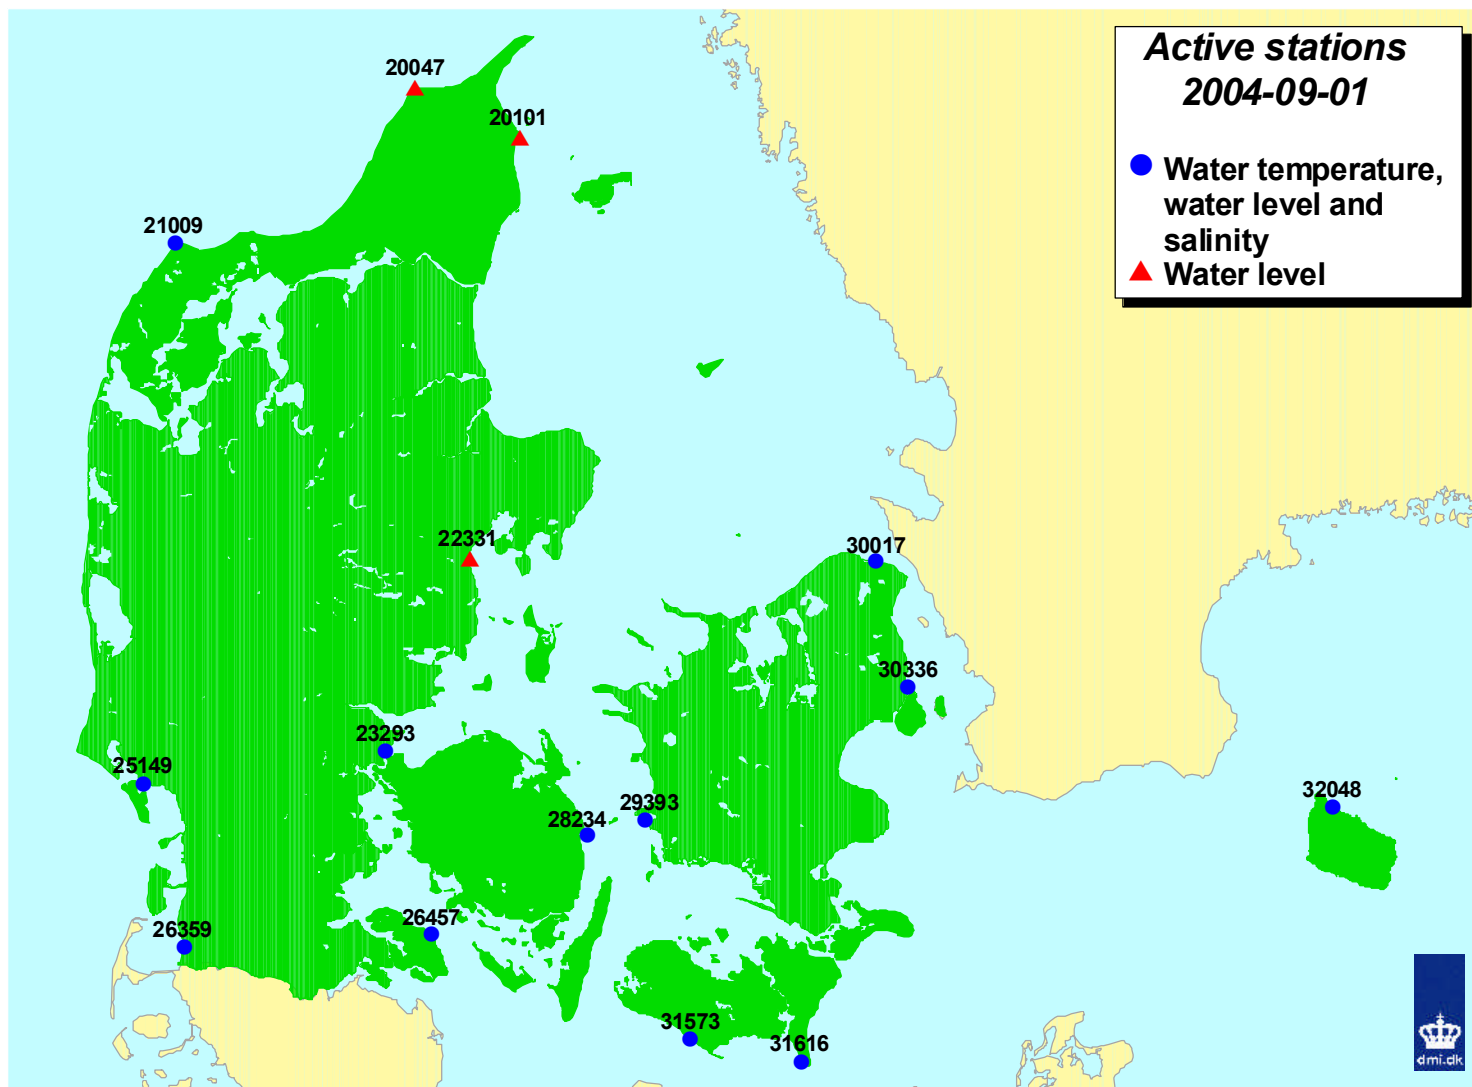 Active stations
2004-09-01
Water temperature,
water level and
salinity
Water level
20047
20101
21009
22331
30017
30336
23293
25149
32048
29393
28234
26457
26359
31573
31616
dmi.dk